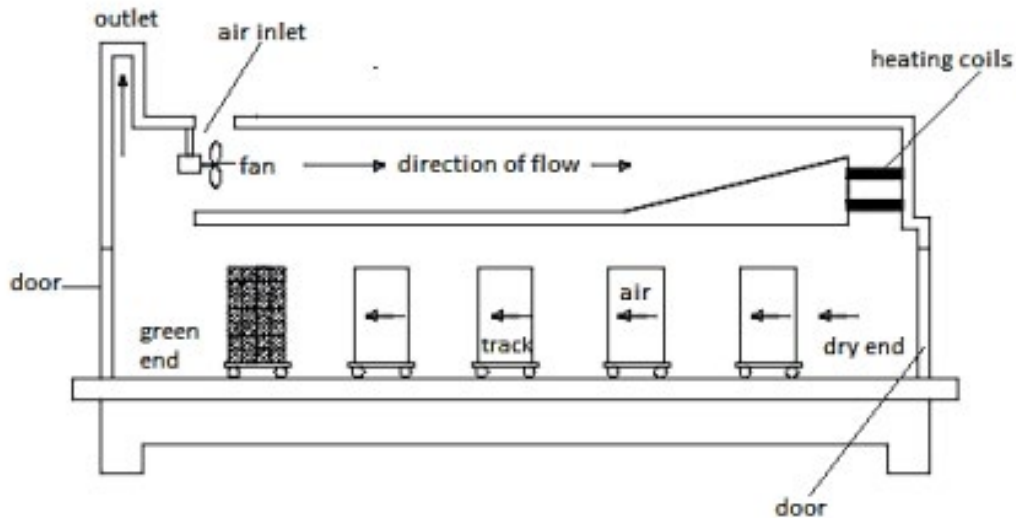 outlet
air inlet
heating coils
fan
direction of flow
door
green
end
air
track
dry end
door